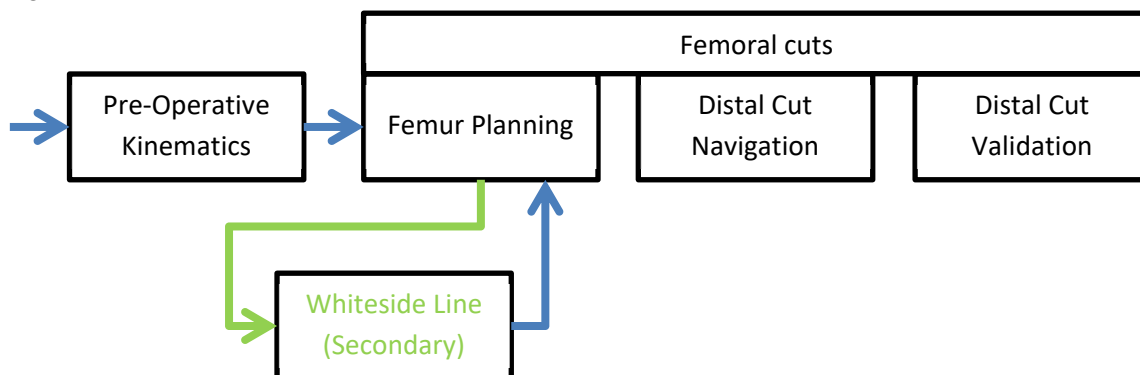 Femoral cuts
Pre-Operative
Kinematics
Femur Planning
Distal Cut
Navigation
Distal Cut
Validation
Whiteside Line
(Secondary)